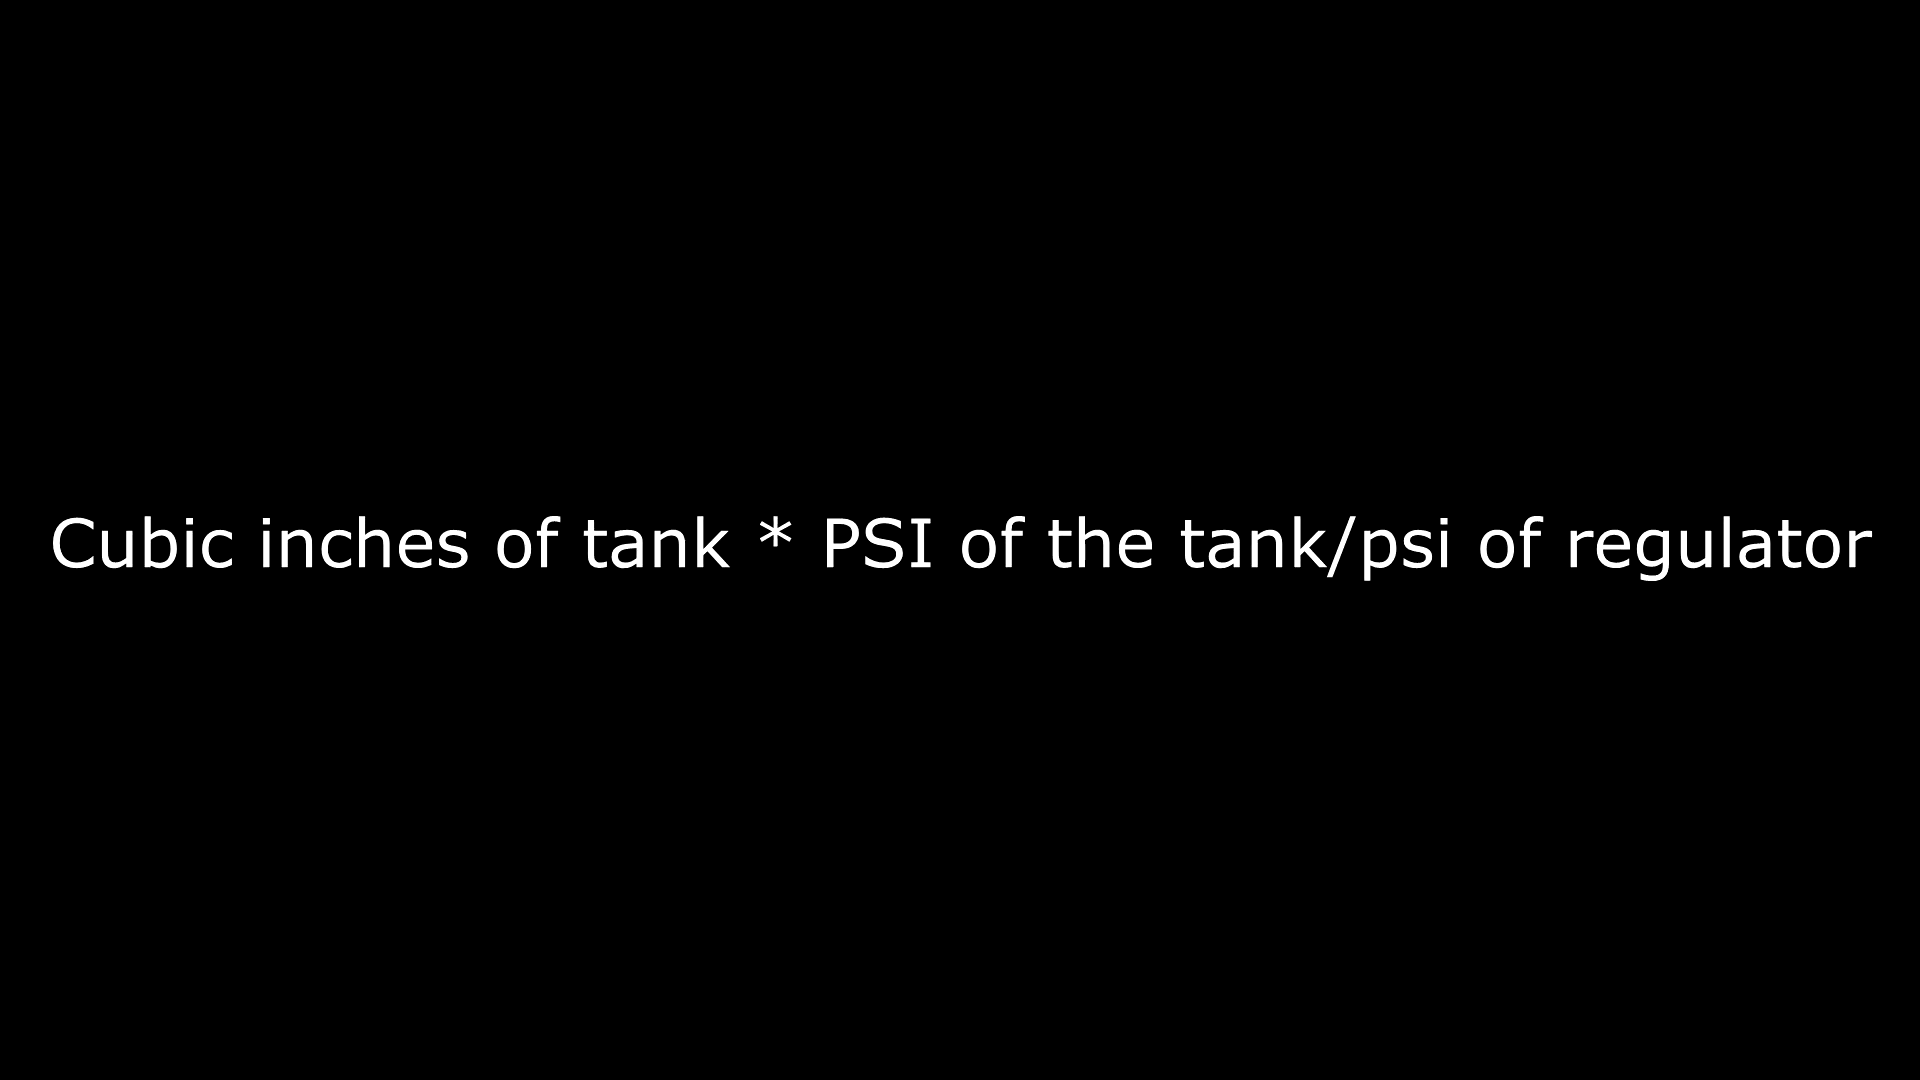 Cubic inches of tank * PSI of the tank/psi of regulator